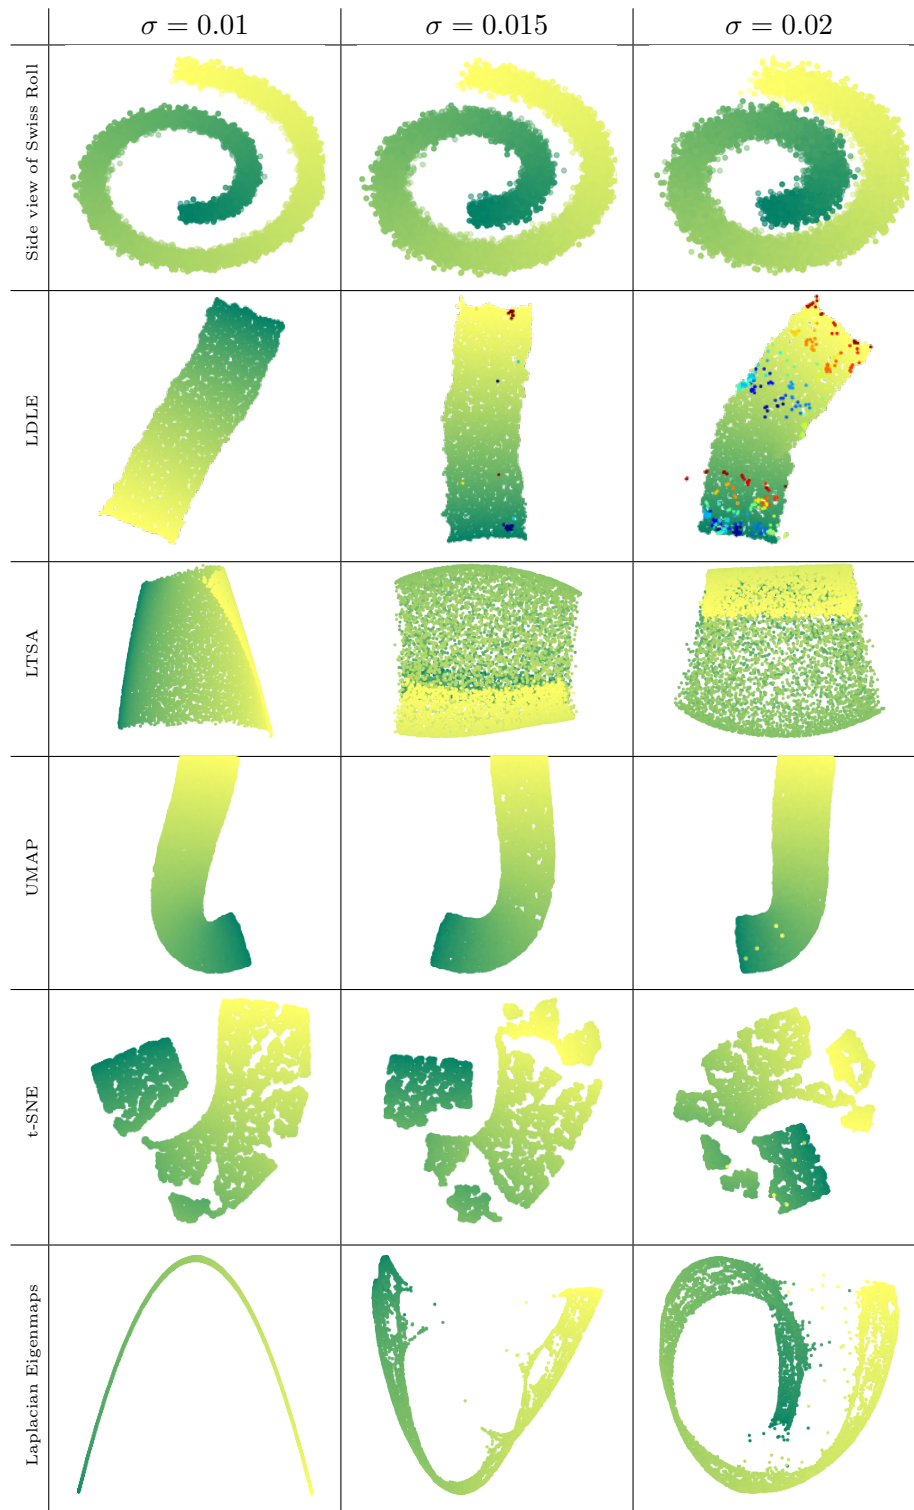 σ = 0.01
σ = 0.015
σ = 0.02
Side view of Swiss Roll
LDLE
LTSA
UMAP
t-SNE
Laplacian Eigenmaps